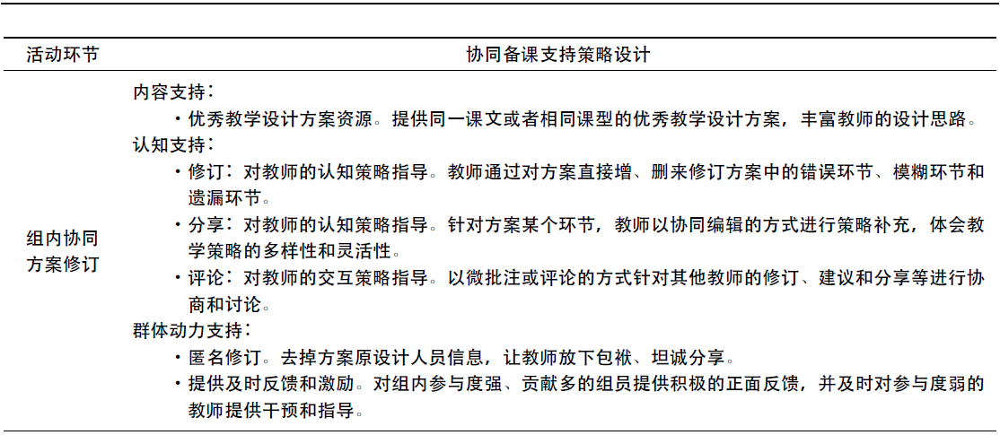 活动环节 协同备课支持策略设计
内容支持：
·优秀教学设计方案资源。提供同一课文或者相同课型的优秀教学设计方案，丰富教师的设计思路。
认知支持：
·修订：对教师的认知策略指导。教师通过对方案直接增、删来修订方案中的错误环节、模糊环节和
遗漏环节。
·分享：对教师的认知策略指导。针对方案某个环节，教师以协同编辑的方式进行策略补充，体会教
组内协同
学策略的多样性和灵活性。
方案修订
·评论：对教师的交互策略指导。以微批注或评论的方式针对其他教师的修订、建议和分享等进行协
商和讨论。
群体动力支持：
·匿名修订。去掉方案原设计人员信息，让教师放下包袱、坦诚分享。
·提供及时反馈和激励。对组内参与度强、贡献多的组员提供积极的正面反馈，并及时对参与度弱的
教师提供干预和指导。